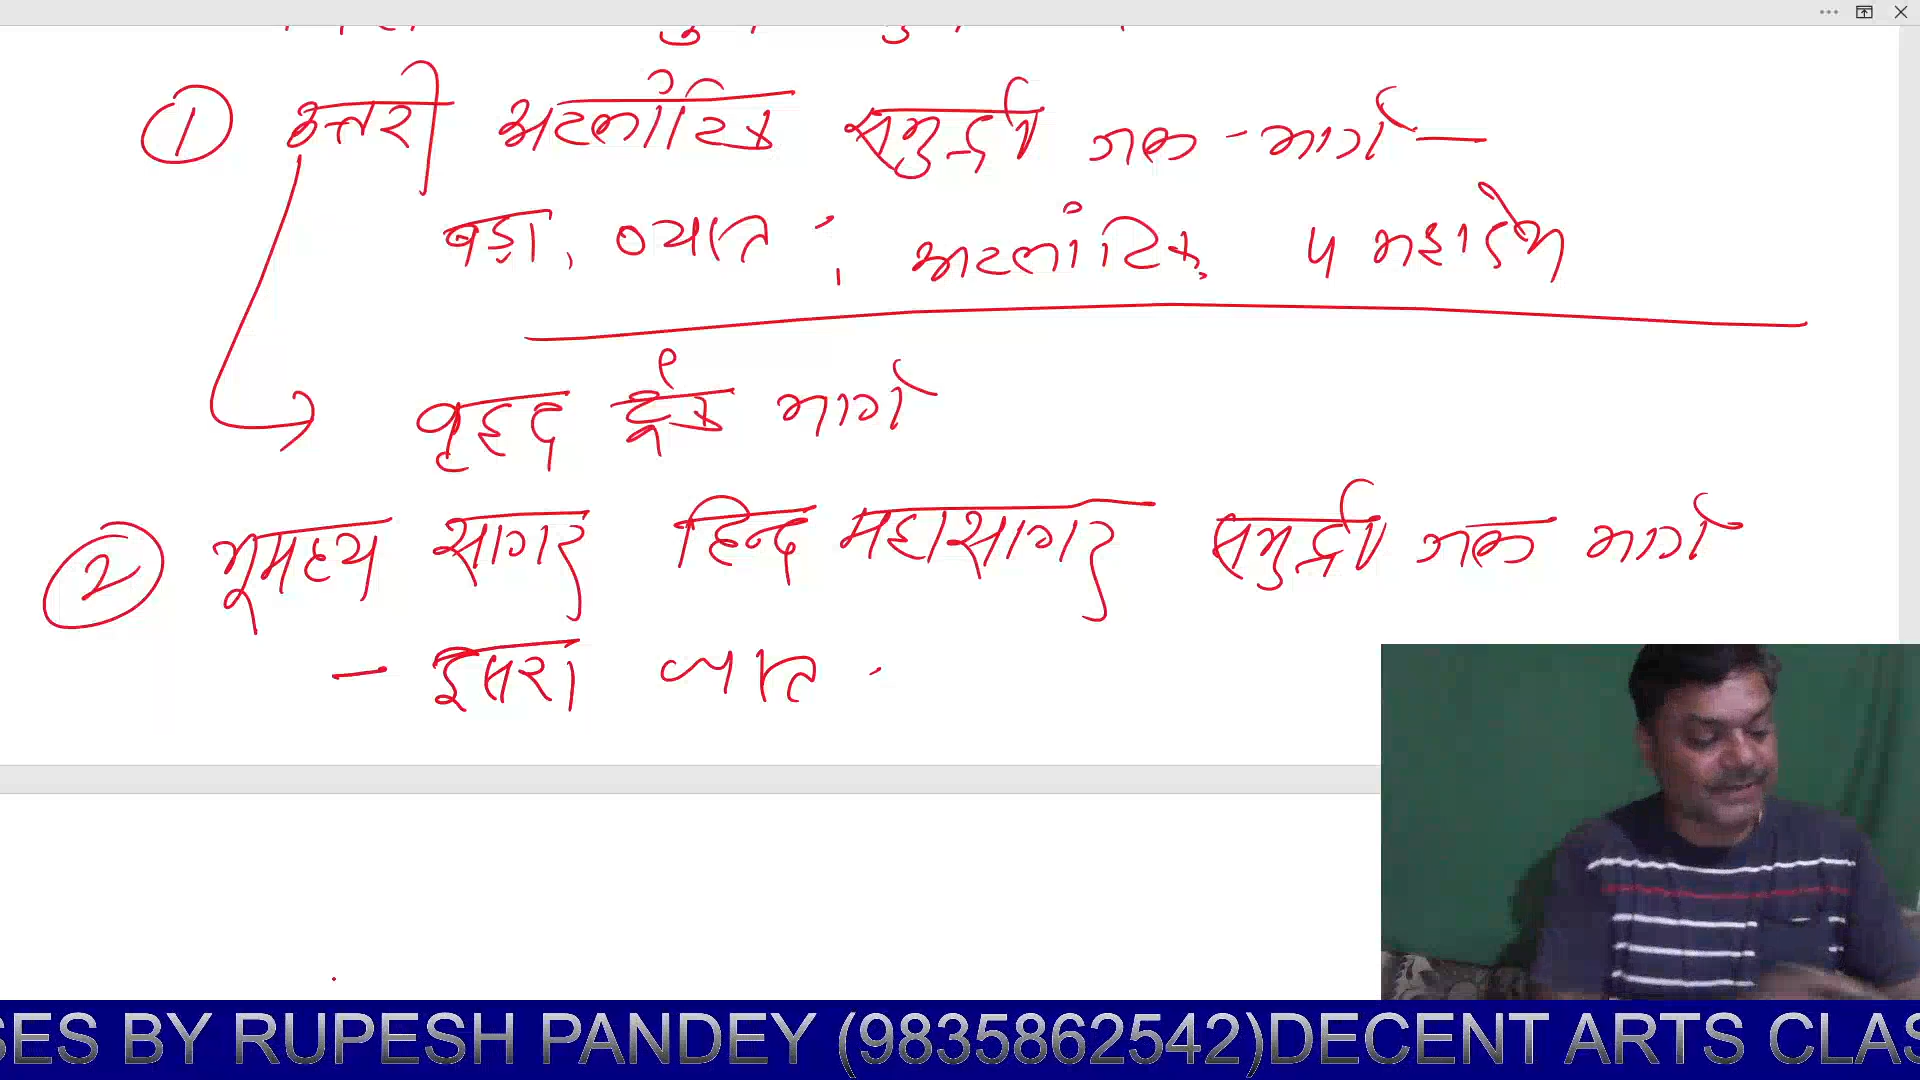 ① उत्तरी अटलांटिक समुद्री जल-मार्ग —
बड़ा, व्यस्त : अटलांटिक महादेश
वृहद ट्रंक मार्ग
② भूमध्य सागर हिन्द महासागर समुद्री जल मार्ग
- दूसरा व्यस्त
SES BY RUPESH PANDEY (9835862542)DECENT ARTS CLAS